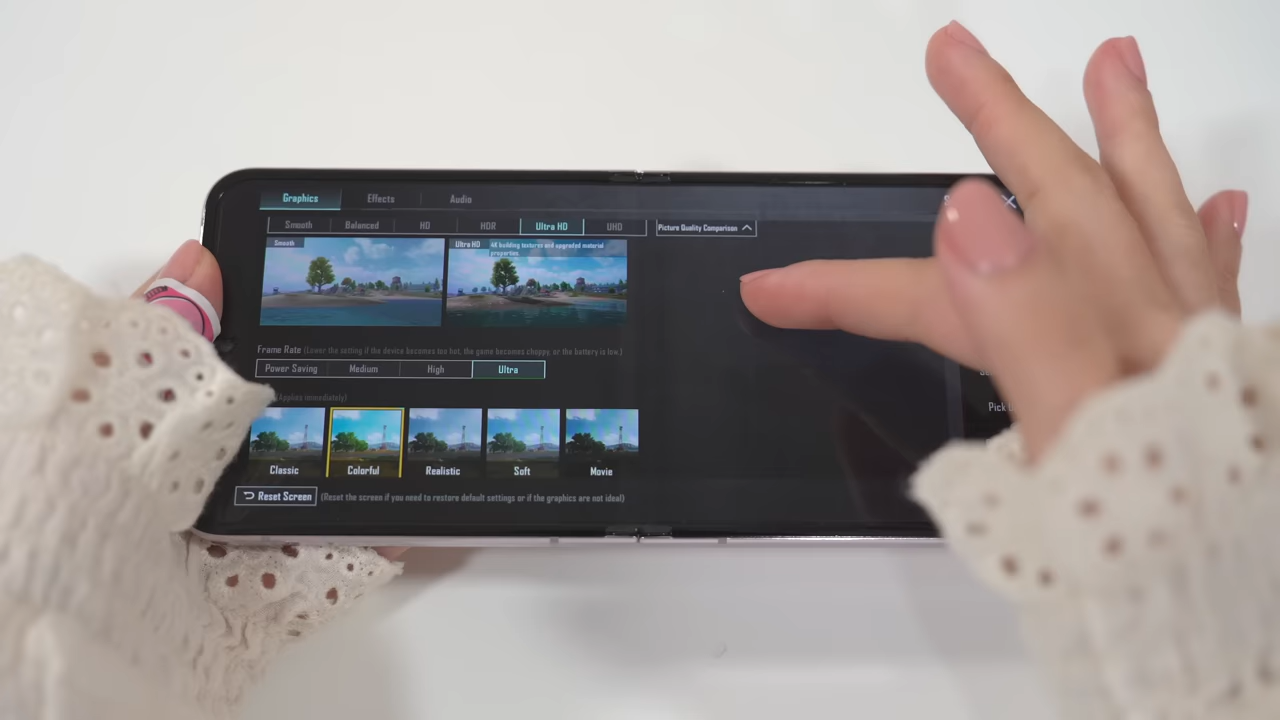 Graphics Effects Audio
Smooth Balanced HD HDR Ultra HD UHD Picture Quality Comparison
Smooth
Ultra HD 4K building textures and upgraded material properties.
Frame Rate (Lower the setting if the device becomes too hot, the game becomes choppy, or the battery is low.)
Power Saving Medium High Ultra
(Applies immediately)
Classic Colorful Realistic Soft Movie
Reset Screen (Reset the screen if you need to restore default settings or if the graphics are not ideal)
Pick